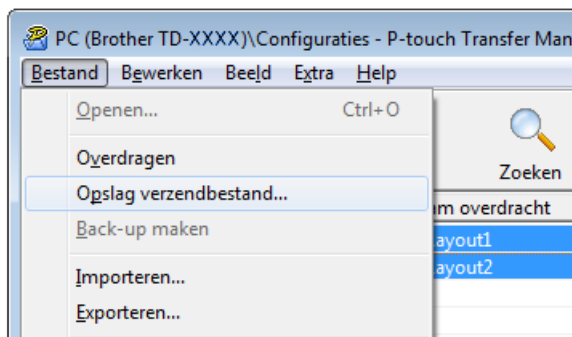 PC (Brother TD-XXXX)\Configuraties - P-touch Transfer Man
Bestand Bewerken Beeld Extra Help
Openen... Ctrl+O
Overdragen
Opslag verzendbestand...
Back-up maken
Importeren...
Exporteren...
Zoeken
um overdracht
ayout1
ayout2